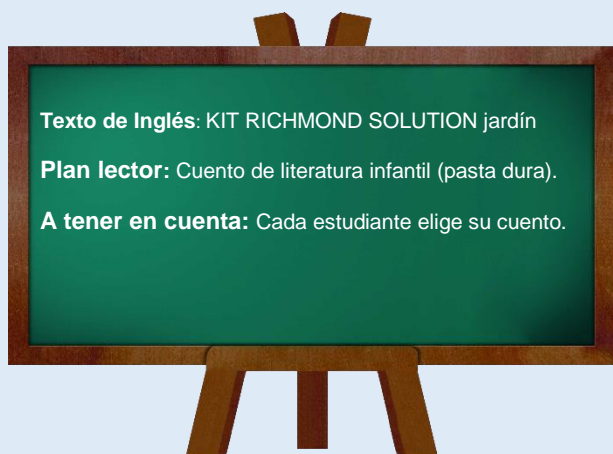 Texto de Inglés: KIT RICHMOND SOLUTION jardín
Plan lector: Cuento de literatura infantil (pasta dura).
A tener en cuenta: Cada estudiante elige su cuento.